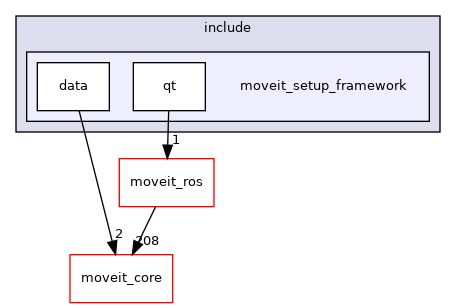 include
data
qt
moveit_setup_framework
1
moveit_ros
2
208
moveit_core